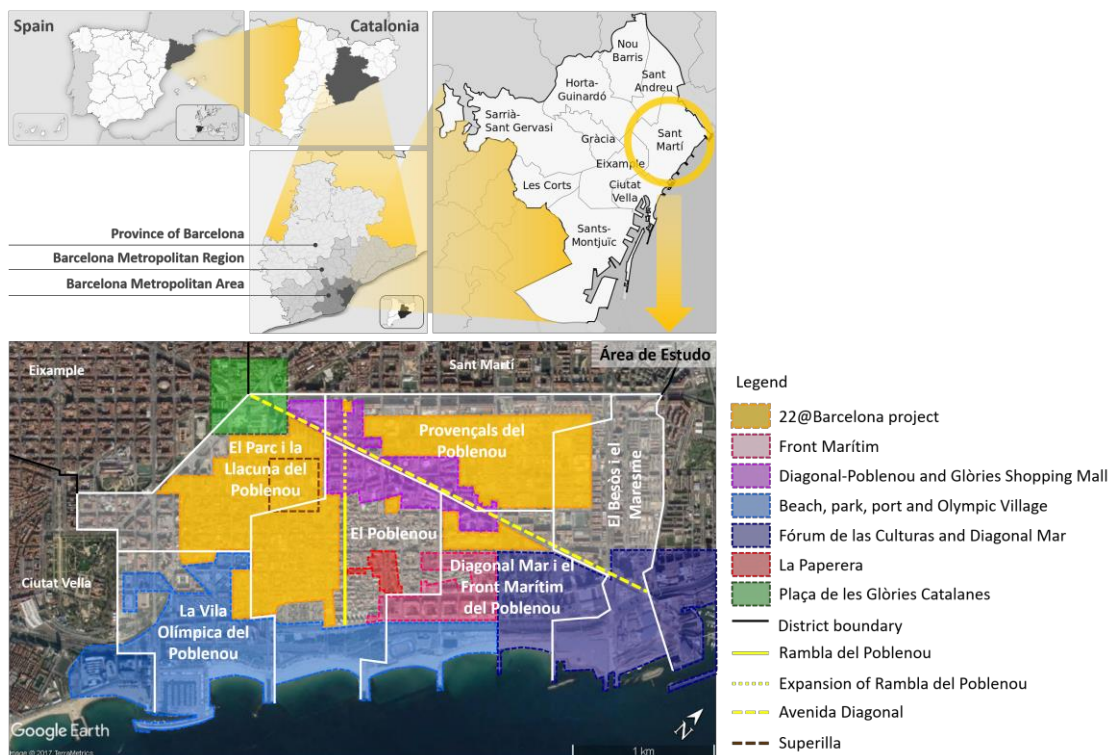 Spain
Catalonia
Nou
Barris
Sant
Andreu
Horta-
Guinardó
Sarrià-
Sant Gervasi
Gràcia
Sant
Martí
Eixample
Les Corts
Ciutat
Vella
Sants-
Montjuïc
Province of Barcelona
Barcelona Metropolitan Region
Barcelona Metropolitan Area
Eixample
Sant Martí
Área de Estudo
El Parc i la
Llacuna del
Poblenou
Provençals del
Poblenou
El Besòs i el
Maresme
El Poblenou
Ciutat Vella
La Vila
Olímpica del
Poblenou
Diagonal Mar i el
Front Marítim
del Poblenou
Google Earth
Image © 2017 TerraMetrics
N
1 km
Legend
22@Barcelona project
Front Marítim
Diagonal-Poblenou and Glòries Shopping Mall
Beach, park, port and Olympic Village
Fórum de las Culturas and Diagonal Mar
La Paperera
Plaça de les Glòries Catalanes
District boundary
Rambla del Poblenou
Expansion of Rambla del Poblenou
Avenida Diagonal
Superilla